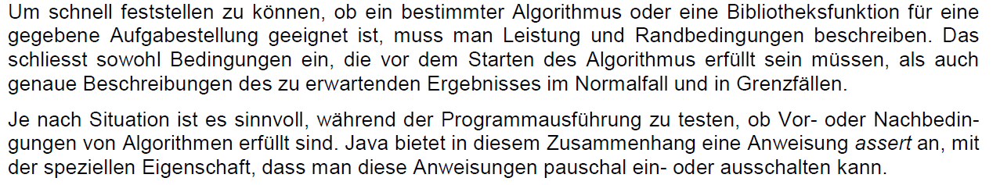 Um schnell feststellen zu können, ob ein bestimmter Algorithmus oder eine Bibliotheksfunktion für eine
gegebene Aufgabestellung geeignet ist, muss man Leistung und Randbedingungen beschreiben. Das
schliesst sowohl Bedingungen ein, die vor dem Starten des Algorithmus erfüllt sein müssen, als auch
genaue Beschreibungen des zu erwartenden Ergebnisses im Normalfall und in Grenzfällen.
Je nach Situation ist es sinnvoll, während der Programmausführung zu testen, ob Vor- oder Nachbedin-
gungen von Algorithmen erfüllt sind. Java bietet in diesem Zusammenhang eine Anweisung assert an, mit
der speziellen Eigenschaft, dass man diese Anweisungen pauschal ein- oder ausschalten kann.